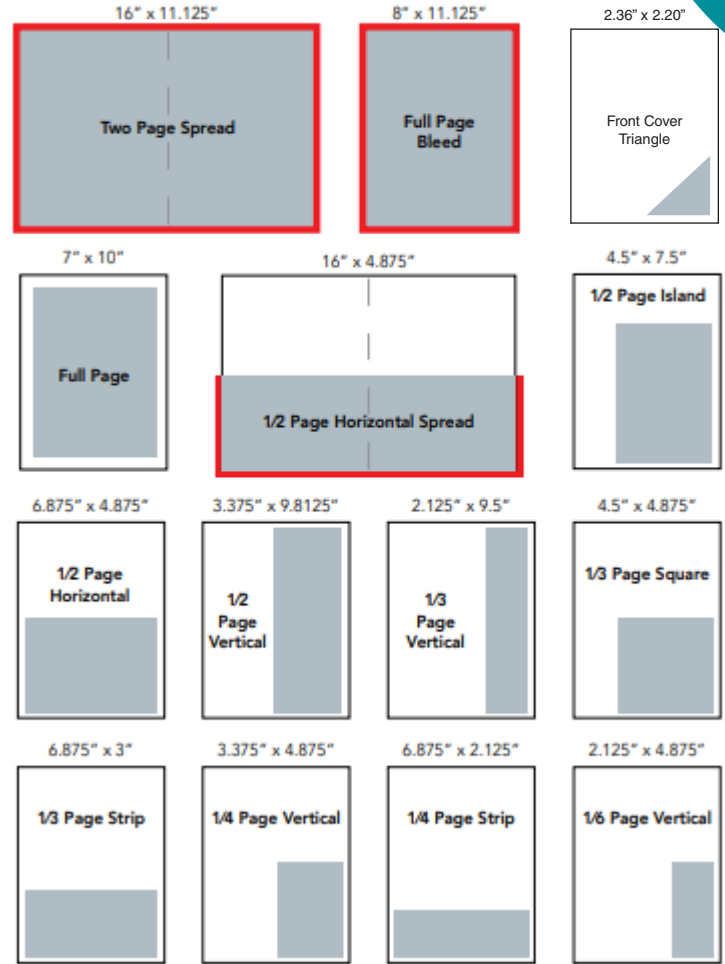 16" x 11.125"
Two Page Spread
8" x 11.125"
Full Page
Bleed
2.36" x 2.20"
Front Cover
Triangle
7" x 10"
Full Page
16" x 4.875"
1/2 Page Horizontal Spread
4.5" x 7.5"
1/2 Page Island
6.875" x 4.875"
1/2 Page
Horizontal
3.375" x 9.8125"
1/2
Page
Vertical
2.125" x 9.5"
1/3
Page
Vertical
4.5" x 4.875"
1/3 Page Square
6.875" x 3"
1/3 Page Strip
3.375" x 4.875"
1/4 Page Vertical
6.875" x 2.125"
1/4 Page Strip
2.125" x 4.875"
1/6 Page Vertical